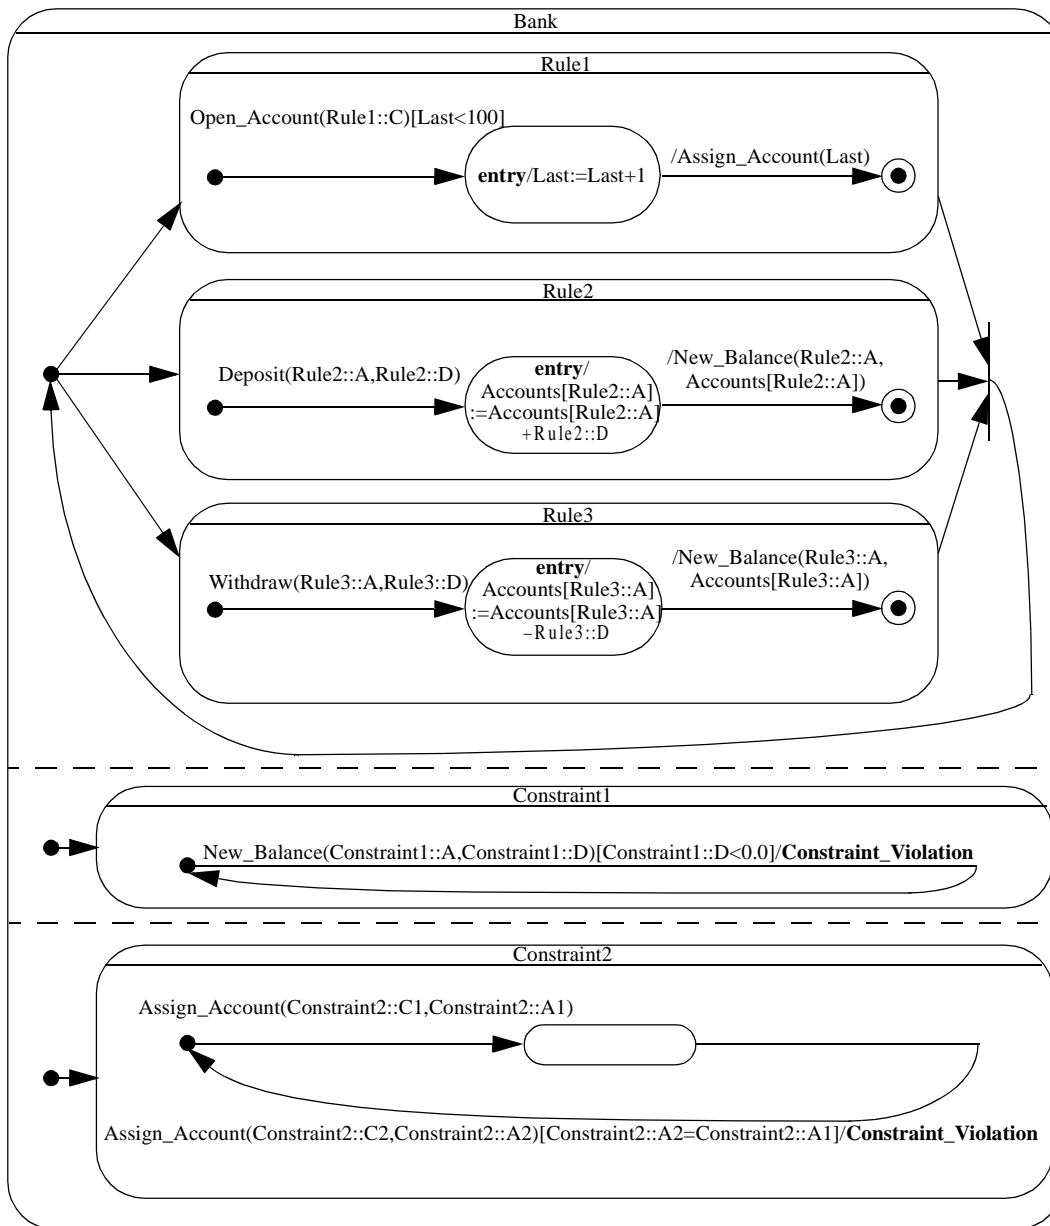 Bank
Rule1
Open_Account(Rule1::C)[Last<100]
entry/Last:=Last+1
/Assign_Account(Last)
Rule2
Deposit(Rule2::A,Rule2::D)
entry/
Accounts[Rule2::A]
:=Accounts[Rule2::A]
+Rule2::D
/New_Balance(Rule2::A,
Accounts[Rule2::A])
Rule3
Withdraw(Rule3::A,Rule3::D)
entry/
Accounts[Rule3::A]
:=Accounts[Rule3::A]
−Rule3::D
/New_Balance(Rule3::A,
Accounts[Rule3::A])
Constraint1
New_Balance(Constraint1::A,Constraint1::D)[Constraint1::D<0.0]/Constraint_Violation
Constraint2
Assign_Account(Constraint2::C1,Constraint2::A1)
Assign_Account(Constraint2::C2,Constraint2::A2)[Constraint2::A2=Constraint2::A1]/Constraint_Violation